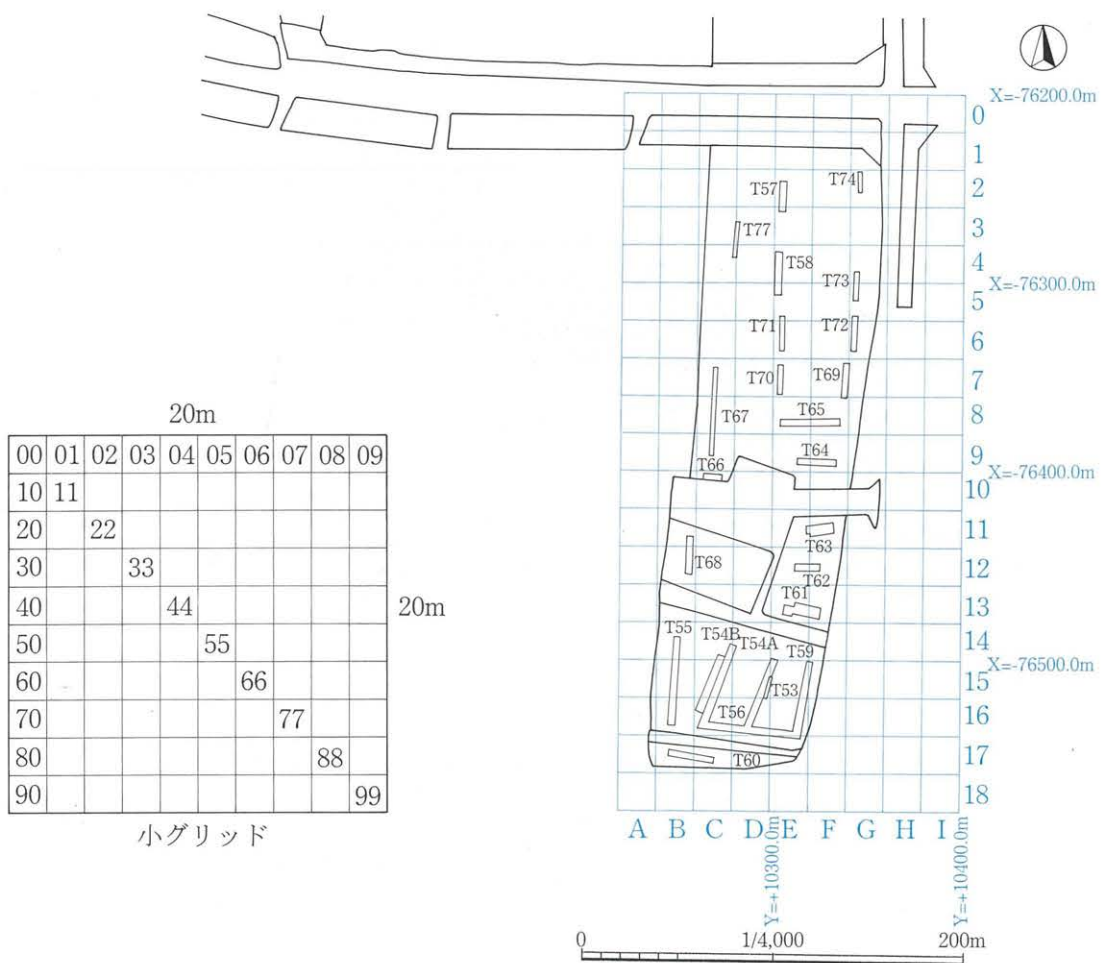 X=-76200.0m
0
1
2
3
4
5
6
7
8
9
10
11
12
13
14
15
16
17
18
X=-76300.0m
X=-76400.0m
X=-76500.0m
T74
T57
T77
T58
T73
T71
T72
T70
T69
T67
T65
T64
T66
T63
T68
T62
T61
T55
T54B
T54A
T59
T53
T56
T60
A B C D E F G H I
Y=+10300.0m
Y=+10400.0m
0 1/4,000 200m
20m
00 01 02 03 04 05 06 07 08 09
10 11
20 22
30 33
40 44
50 55
60 66
70 77
80 88
90 99
20m
小グリッド